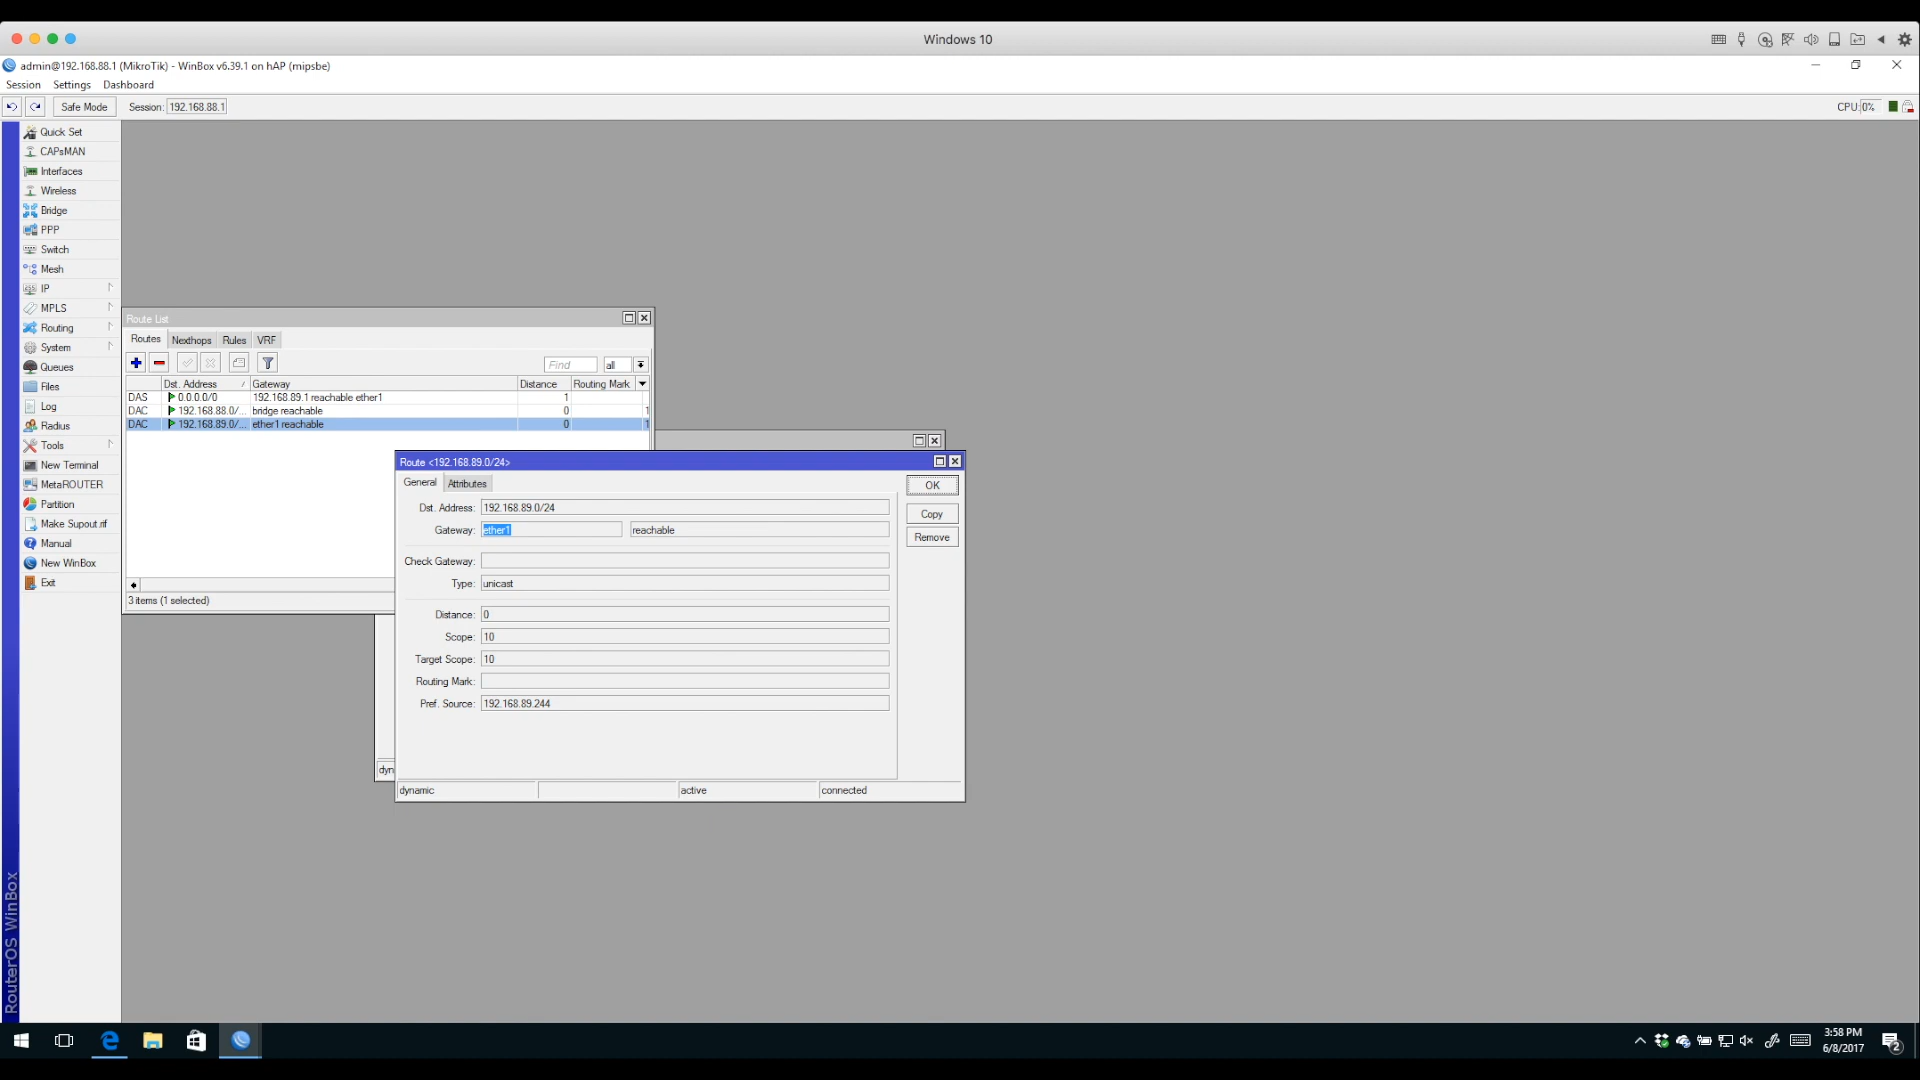 Windows 10
admin@192.168.88.1 (MikroTik) - WinBox v6.39.1 on hAP (mipsbe)
Session Settings Dashboard
Safe Mode Session: 192.168.88.1 CPU: 0%
Quick Set
CAPsMAN
Interfaces
Wireless
Bridge
PPP
Switch
Mesh
IP
MPLS
Routing
System
Queues
Files
Log
Radius
Tools
New Terminal
MetaROUTER
Partition
Make Supout.rif
Manual
New WinBox
Exit
RouterOS WinBox
Route List
Routes Nexthops Rules VRF
Find all
Dst. Address / Gateway Distance Routing Mark
DAS 0.0.0.0/0 192.168.89.1 reachable ether1 1
DAC 192.168.88.0/... bridge reachable 0 1
DAC 192.168.89.0/... ether1 reachable 0 1
3 items (1 selected)
dyn
Route <192.168.89.0/24>
General Attributes
Dst. Address: 192.168.89.0/24
Gateway: ether1 reachable
Check Gateway:
Type: unicast
Distance: 0
Scope: 10
Target Scope: 10
Routing Mark:
Pref. Source: 192.168.89.244
OK
Copy
Remove
dynamic active connected
3:58 PM
6/8/2017
2